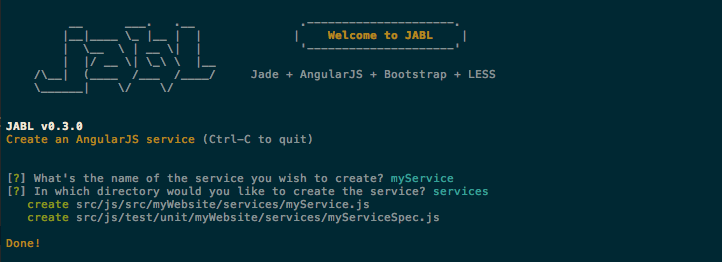 Welcome to JABL
Jade + AngularJS + Bootstrap + LESS
JABL v0.3.0
Create an AngularJS service (Ctrl-C to quit)
[?] What's the name of the service you wish to create? myService
[?] In which directory would you like to create the service? services
create src/js/src/myWebsite/services/myService.js
create src/js/test/unit/myWebsite/services/myServiceSpec.js
Done!